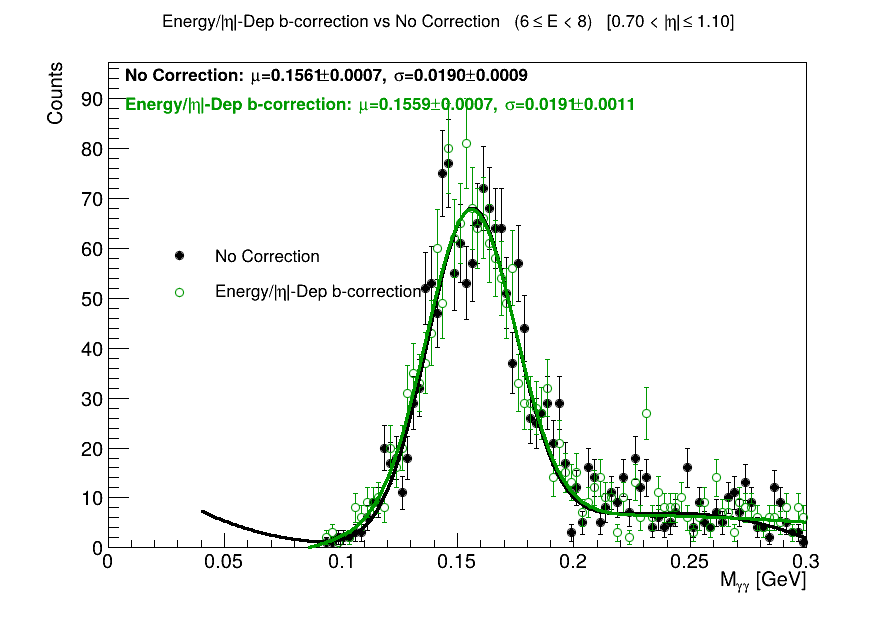 Energy/|η|-Dep b-correction vs No Correction (6 ≤ E < 8) [0.70 < |η| ≤ 1.10]
No Correction: μ=0.1561±0.0007, σ=0.0190±0.0009
Energy/|η|-Dep b-correction: μ=0.1559±0.0007, σ=0.0191±0.0011
Counts
90
80
70
60
50
40
30
20
10
0
No Correction
Energy/|η|-Dep b-correction
0 0.05 0.1 0.15 0.2 0.25 0.3
Mγγ [GeV]